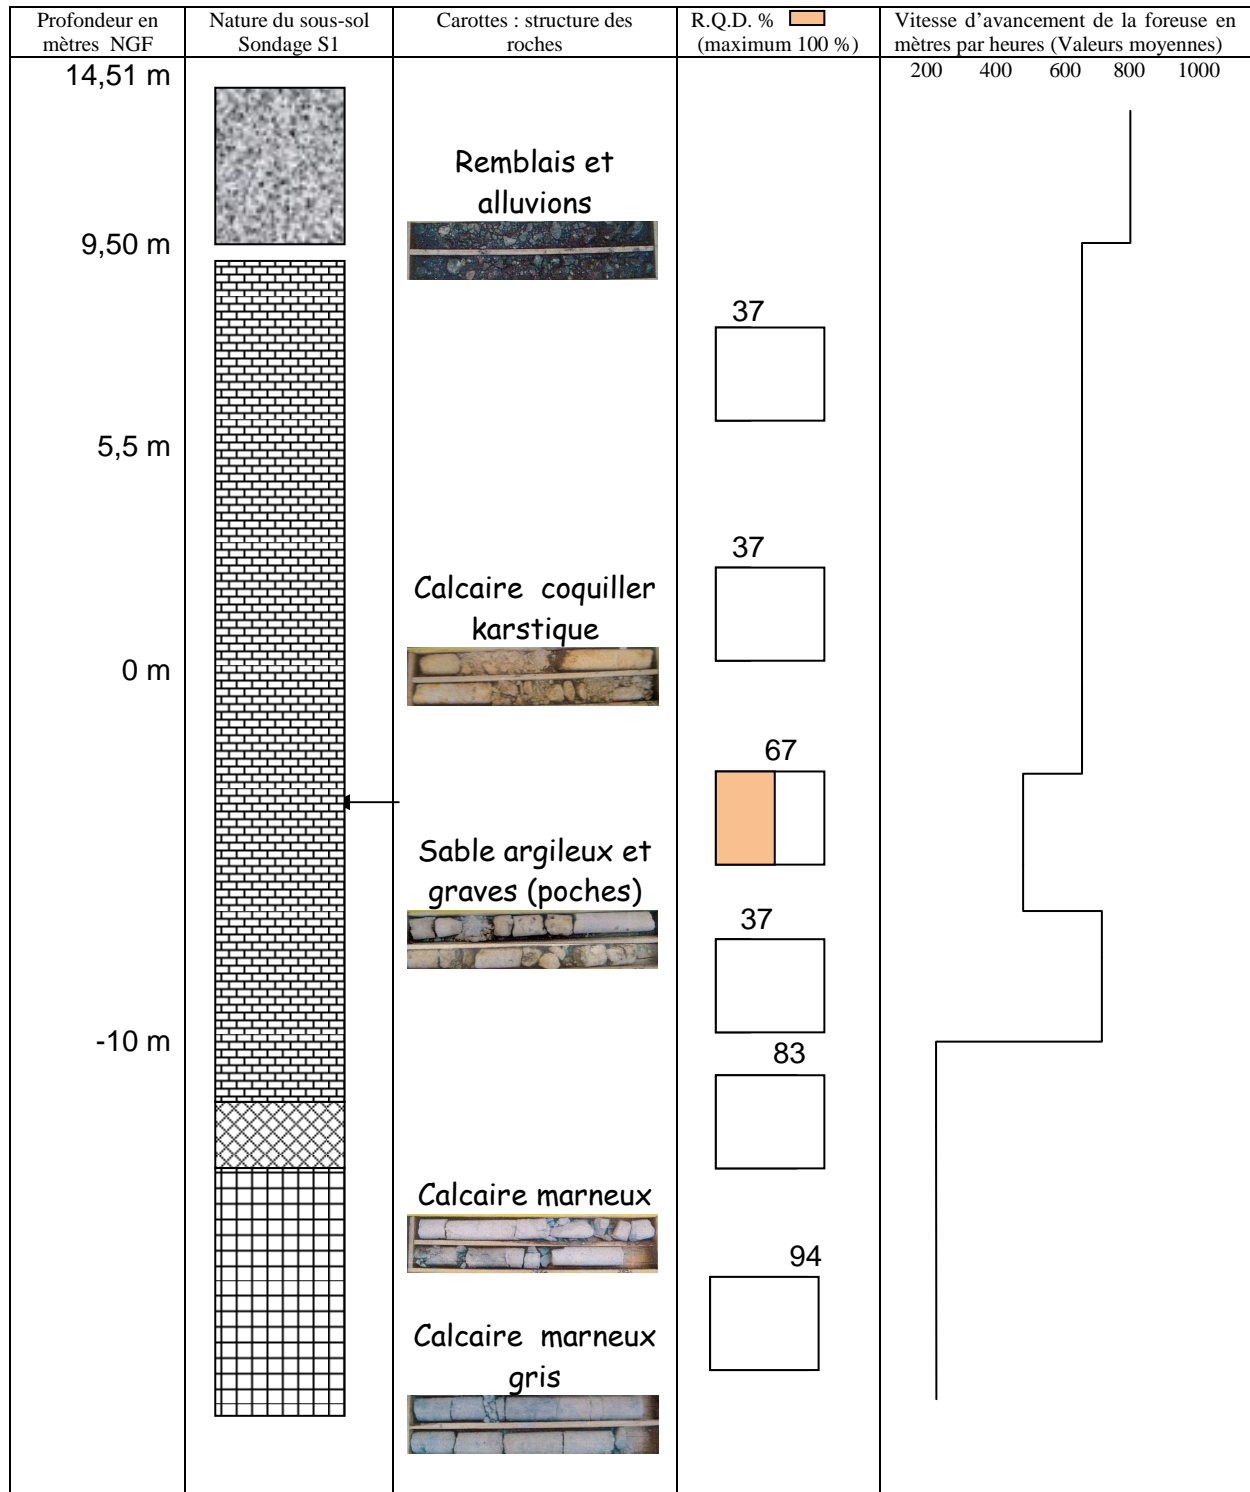 Profondeur en
mètres NGF
Nature du sous-sol
Sondage S1
Carottes : structure des
roches
R.Q.D. %
(maximum 100 %)
Vitesse d'avancement de la foreuse en
mètres par heures (Valeurs moyennes)
14,51 m
200 400 600 800 1000
Remblais et
alluvions
9,50 m
37
5,5 m
37
Calcaire coquiller
karstique
0 m
67
Sable argileux et
graves (poches)
37
-10 m
83
Calcaire marneux
94
Calcaire marneux
gris